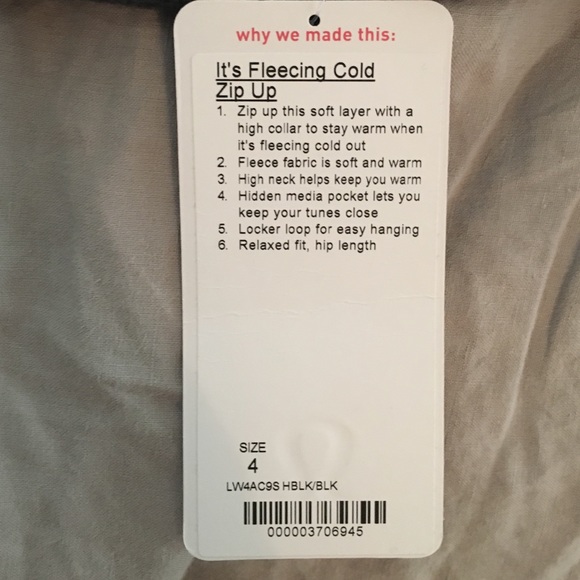 why we made this:
It's Fleecing Cold
Zip Up
1. Zip up this soft layer with a
high collar to stay warm when
it's fleecing cold out
2. Fleece fabric is soft and warm
3. High neck helps keep you warm
4. Hidden media pocket lets you
keep your tunes close
5. Locker loop for easy hanging
6. Relaxed fit, hip length
SIZE
4
LW4AC9S HBLK/BLK
000003706945